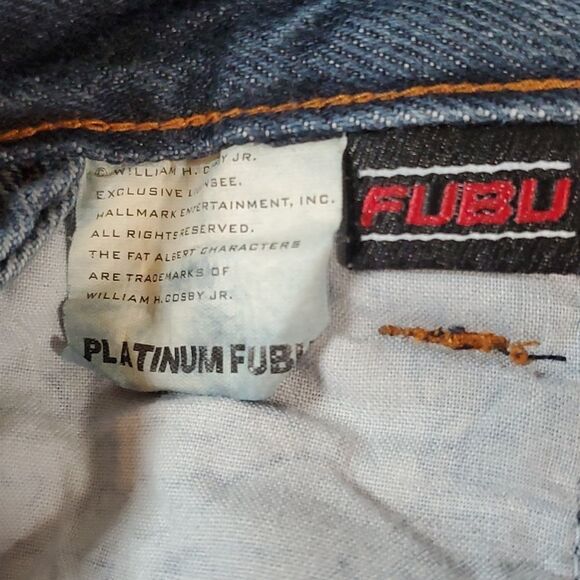 © WILLIAM H. COSBY JR.
EXCLUSIVE LICENSEE.
HALLMARK ENTERTAINMENT, INC.
ALL RIGHTS RESERVED.
THE FAT ALBERT CHARACTERS
ARE TRADEMARKS OF
WILLIAM H. COSBY JR.
PLATINUM FUBU
FUBU